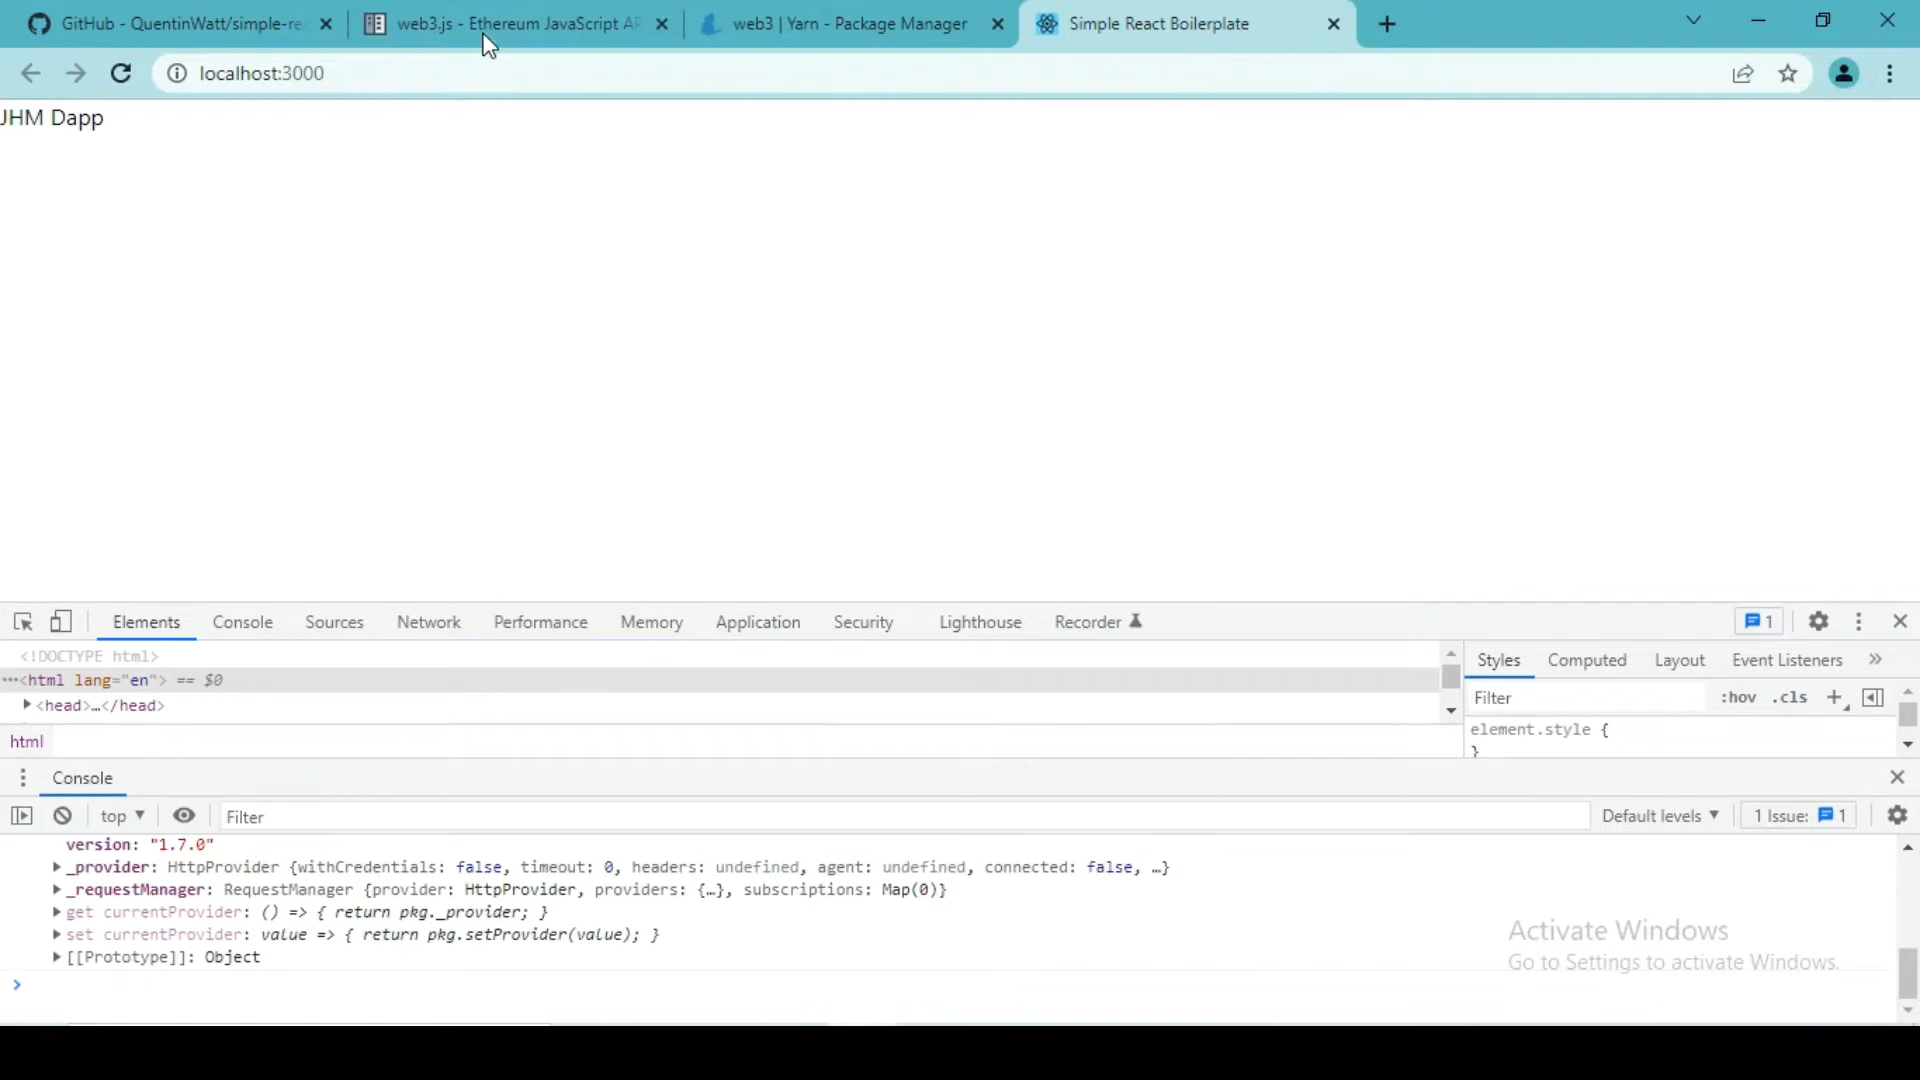 GitHub - QuentinWatt/simple-re
web3.js - Ethereum JavaScript AP
web3 | Yarn - Package Manager
Simple React Boilerplate
localhost:3000
JHM Dapp
Elements Console Sources Network Performance Memory Application Security Lighthouse Recorder 1
<!DOCTYPE html>
···<html lang="en"> == $0
<head>…</head>
html
Styles Computed Layout Event Listeners »
Filter :hov .cls +
element.style {
}
Console
top Filter Default levels 1 Issue: 1
version: "1.7.0"
_provider: HttpProvider {withCredentials: false, timeout: 0, headers: undefined, agent: undefined, connected: false, …}
_requestManager: RequestManager {provider: HttpProvider, providers: {…}, subscriptions: Map(0)}
get currentProvider: () => { return pkg._provider; }
set currentProvider: value => { return pkg.setProvider(value); }
[[Prototype]]: Object
Activate Windows
Go to Settings to activate Windows.